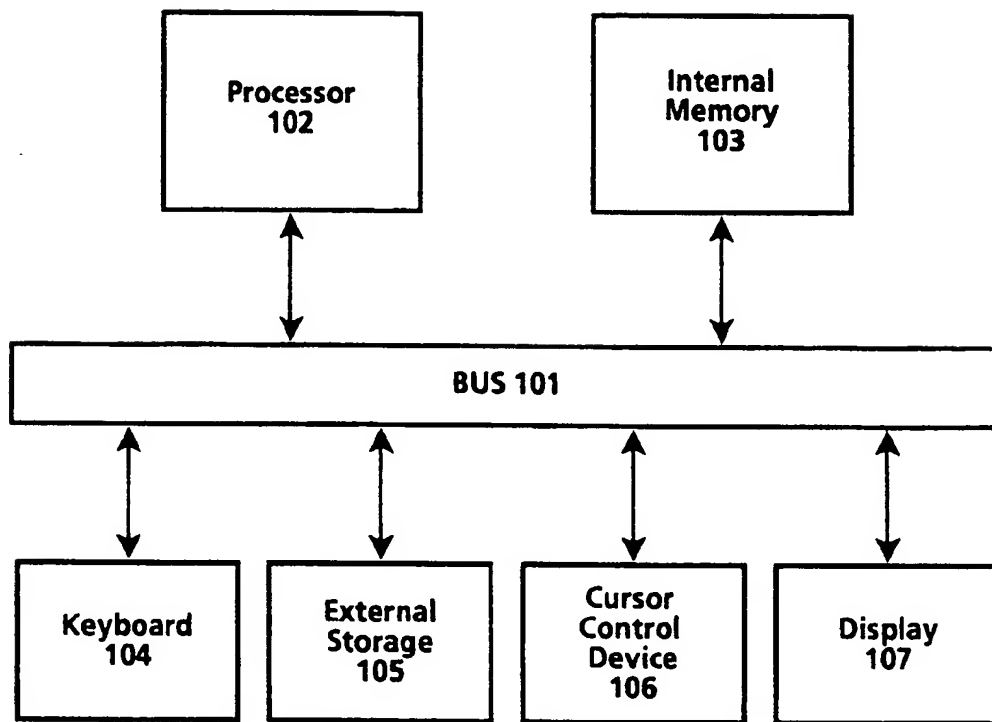 Processor
102
Internal
Memory
103
BUS 101
Keyboard
104
External
Storage
105
Cursor
Control
Device
106
Display
107